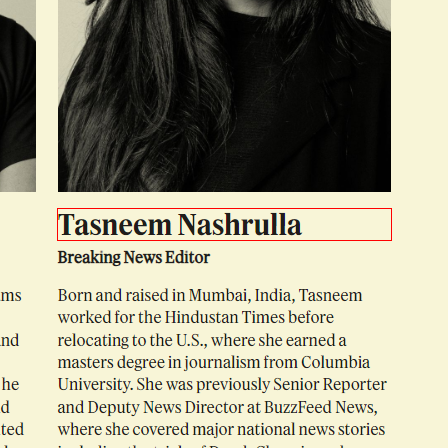 Tasneem Nashrulla
Breaking News Editor
ms
Born and raised in Mumbai, India, Tasneem
worked for the Hindustan Times before
nd
relocating to the U.S., where she earned a
masters degree in journalism from Columbia
he
University. She was previously Senior Reporter
d
and Deputy News Director at BuzzFeed News,
ted
where she covered major national news stories